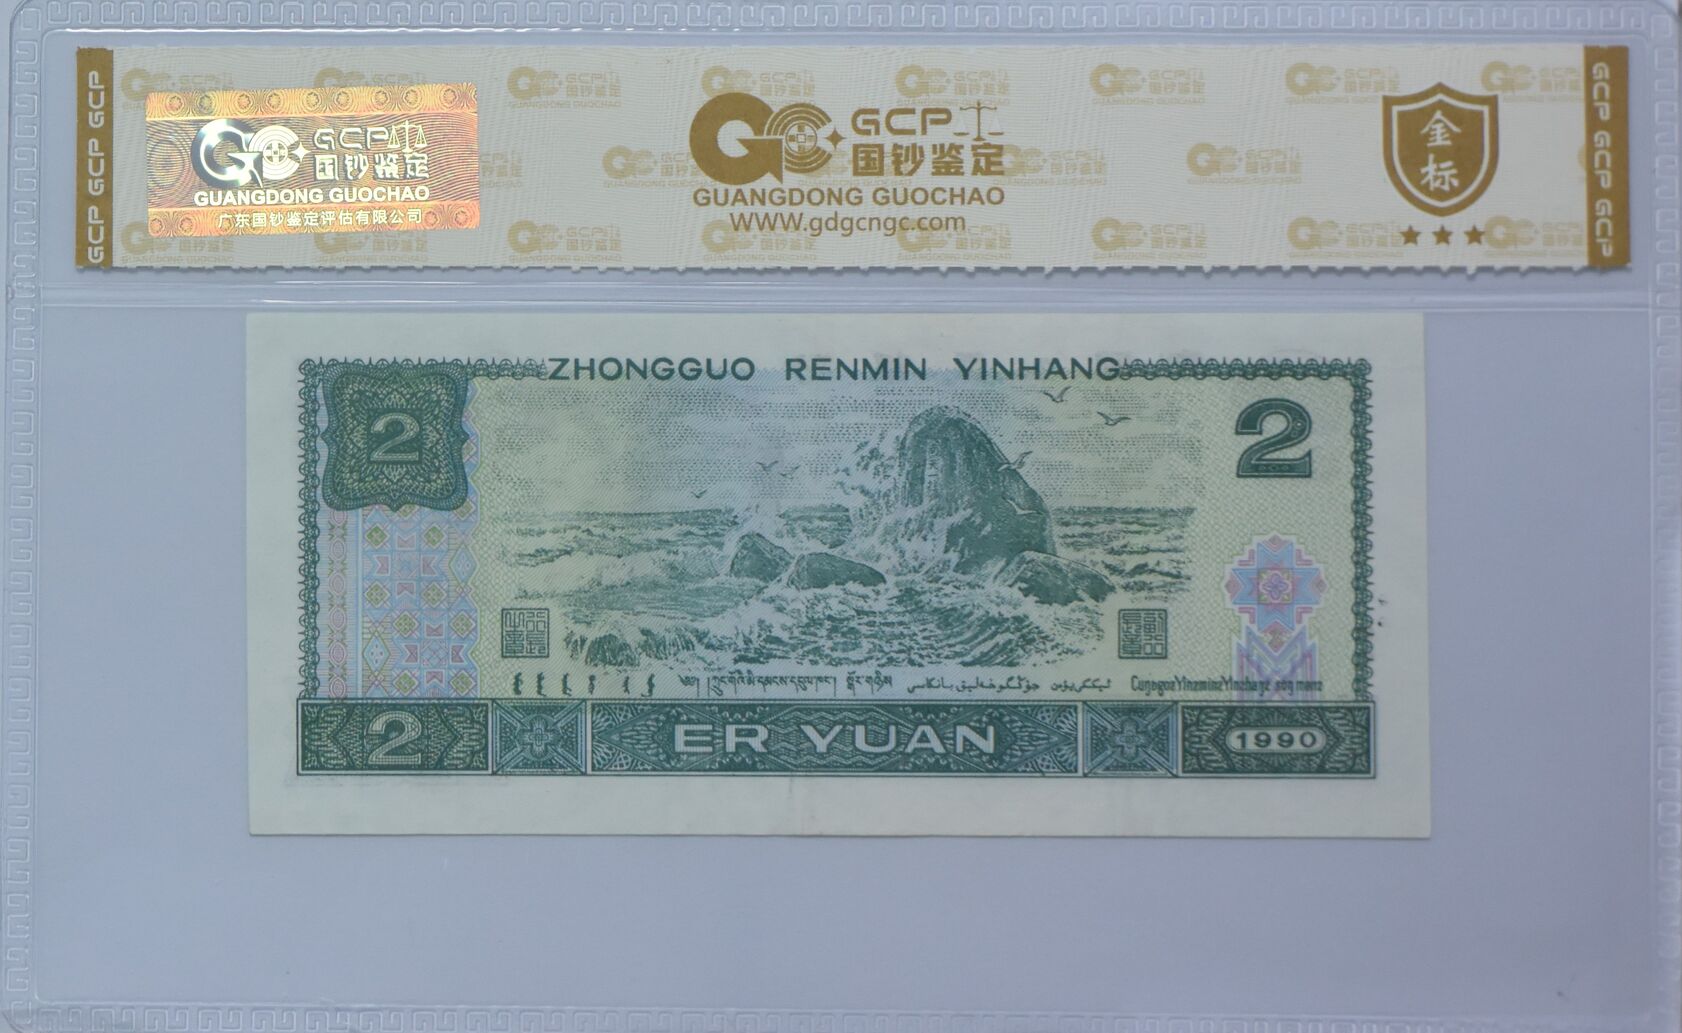 GCP GCP GCP
GCP
国钞鉴定
GUANGDONG GUOCHAO
广东国钞鉴定评估有限公司
GCP
国钞鉴定
GUANGDONG GUOCHAO
WWW.gdgcngc.com
金
标
GCP GCP GCP
ZHONGGUO RENMIN YINHANG
2
2
2
ER YUAN
1990